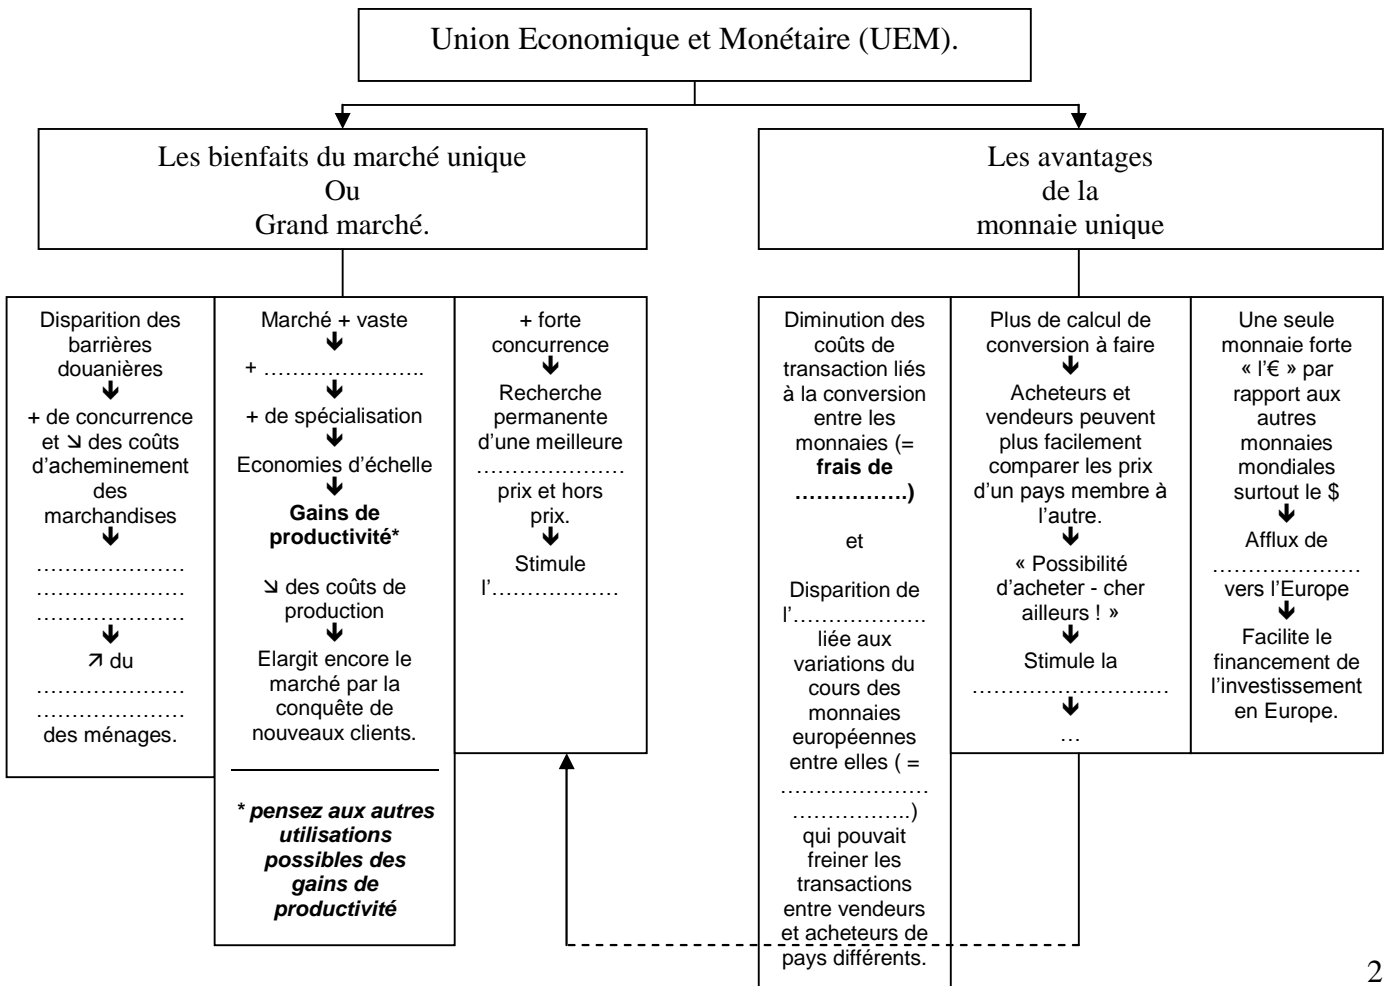 Union Economique et Monétaire (UEM).
Les bienfaits du marché unique
Ou
Grand marché.
Les avantages
de la
monnaie unique
Disparition des
barrières
douanières
🡻
+ de concurrence
et ↘ des coûts
d'acheminement
des
marchandises
🡻
…………………
…………………
…………………
🡻
↗ du
…………………
…………………
des ménages.
Marché + vaste
🡻
+ …………………..
🡻
+ de spécialisation
🡻
Economies d'échelle
🡻
Gains de
productivité*
↘ des coûts de
production
🡻
Elargit encore le
marché par la
conquête de
nouveaux clients.
* pensez aux autres
utilisations
possibles des
gains de
productivité
+ forte
concurrence
🡻
Recherche
permanente
d'une meilleure
…………………
prix et hors
prix.
🡻
Stimule
l'………………
Diminution des
coûts de
transaction liés
à la conversion
entre les
monnaies (=
frais de
…………….)
et
Disparition de
l'……………….
liée aux
variations du
cours des
monnaies
européennes
entre elles ( =
…………………
……………..)
qui pouvait
freiner les
transactions
entre vendeurs
et acheteurs de
pays différents.
Plus de calcul de
conversion à faire
🡻
Acheteurs et
vendeurs peuvent
plus facilement
comparer les prix
d'un pays membre à
l'autre.
🡻
« Possibilité
d'acheter - cher
ailleurs ! »
🡻
Stimule la
…………………….…
🡻
…
Une seule
monnaie forte
« l'€ » par
rapport aux
autres
monnaies
mondiales
surtout le $
🡻
Afflux de
…………………
vers l'Europe
🡻
Facilite le
financement de
l'investissement
en Europe.
2